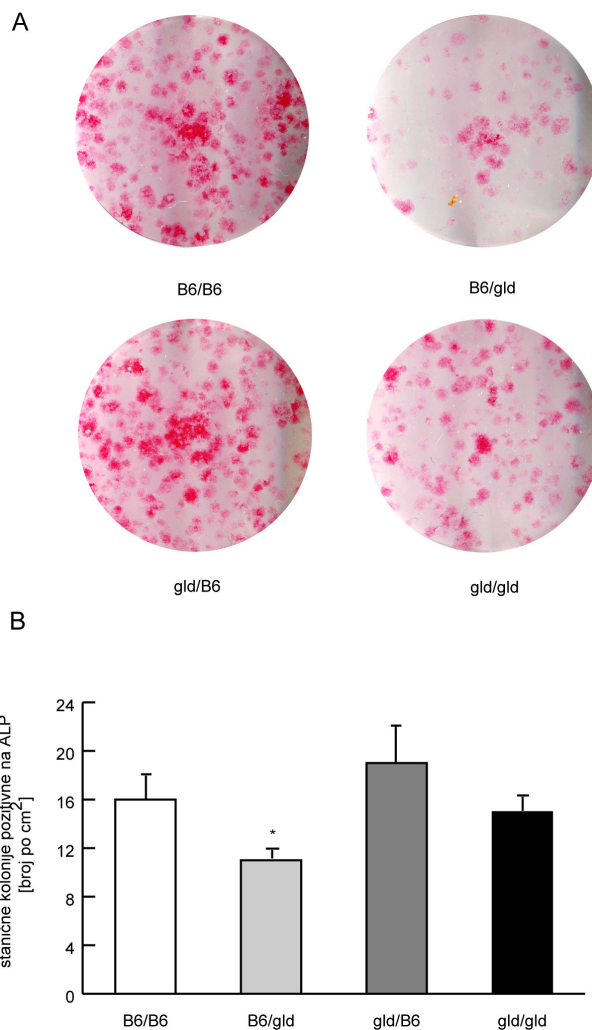 A
B6/B6
B6/gld
gld/B6
gld/gld
B
stanične kolonije pozitivne na ALP
[broj po cm2]
24
20
16
12
8
4
0
*
B6/B6
B6/gld
gld/B6
gld/gld